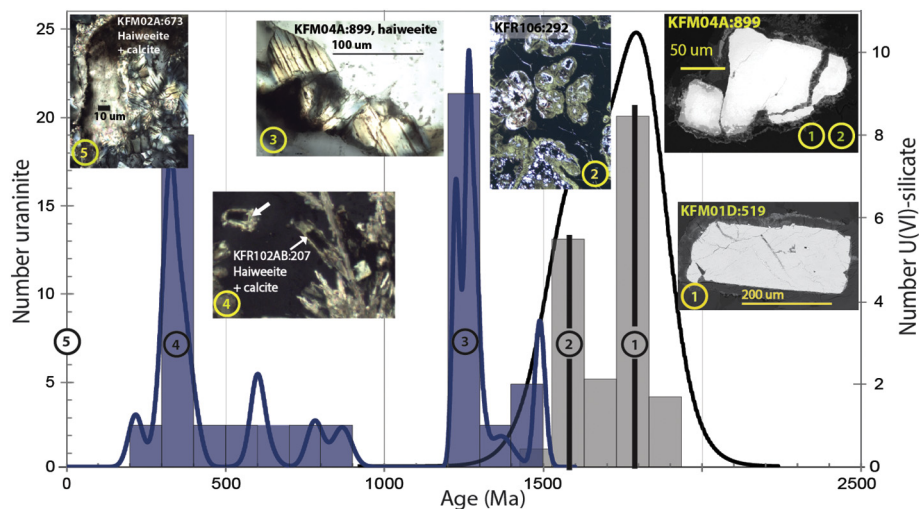 KFM02A:673
Haiweeite
+ calcite
10 um
5
KFM04A:899, haiweeite
100 um
3
KFR106:292
2
KFM04A:899
50 um
1 2
KFR102AB:207
Haiweeite
+ calcite
4
KFM01D:519
1
200 um
Number uraninite
25
20
15
10
5
0
Number U(VI)-silicate
10
8
6
4
2
0
5
4
3
2
1
0 500 1000 1500 2000 2500
Age (Ma)